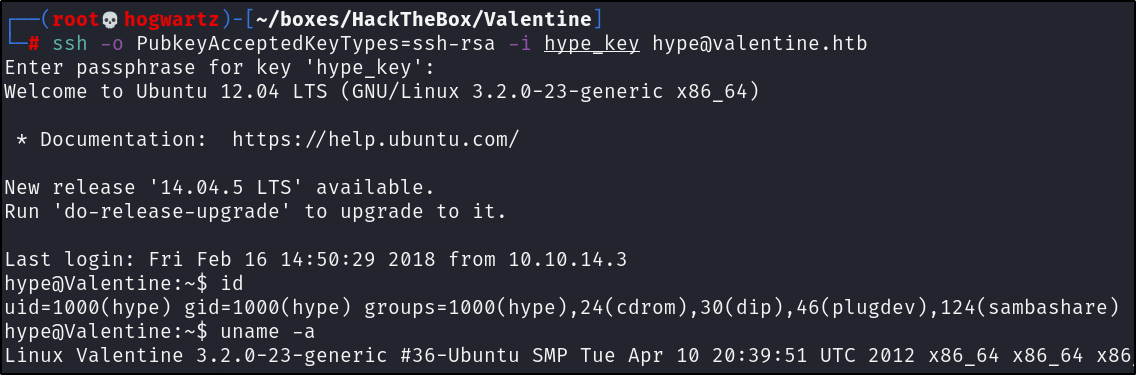 ┌──(root💀hogwartz)-[~/boxes/HackTheBox/Valentine]
└─# ssh -o PubkeyAcceptedKeyTypes=ssh-rsa -i hype_key hype@valentine.htb
Enter passphrase for key 'hype_key':
Welcome to Ubuntu 12.04 LTS (GNU/Linux 3.2.0-23-generic x86_64)
 * Documentation:  https://help.ubuntu.com/
New release '14.04.5 LTS' available.
Run 'do-release-upgrade' to upgrade to it.
Last login: Fri Feb 16 14:50:29 2018 from 10.10.14.3
hype@Valentine:~$ id
uid=1000(hype) gid=1000(hype) groups=1000(hype),24(cdrom),30(dip),46(plugdev),124(sambashare)
hype@Valentine:~$ uname -a
Linux Valentine 3.2.0-23-generic #36-Ubuntu SMP Tue Apr 10 20:39:51 UTC 2012 x86_64 x86_64 x86_